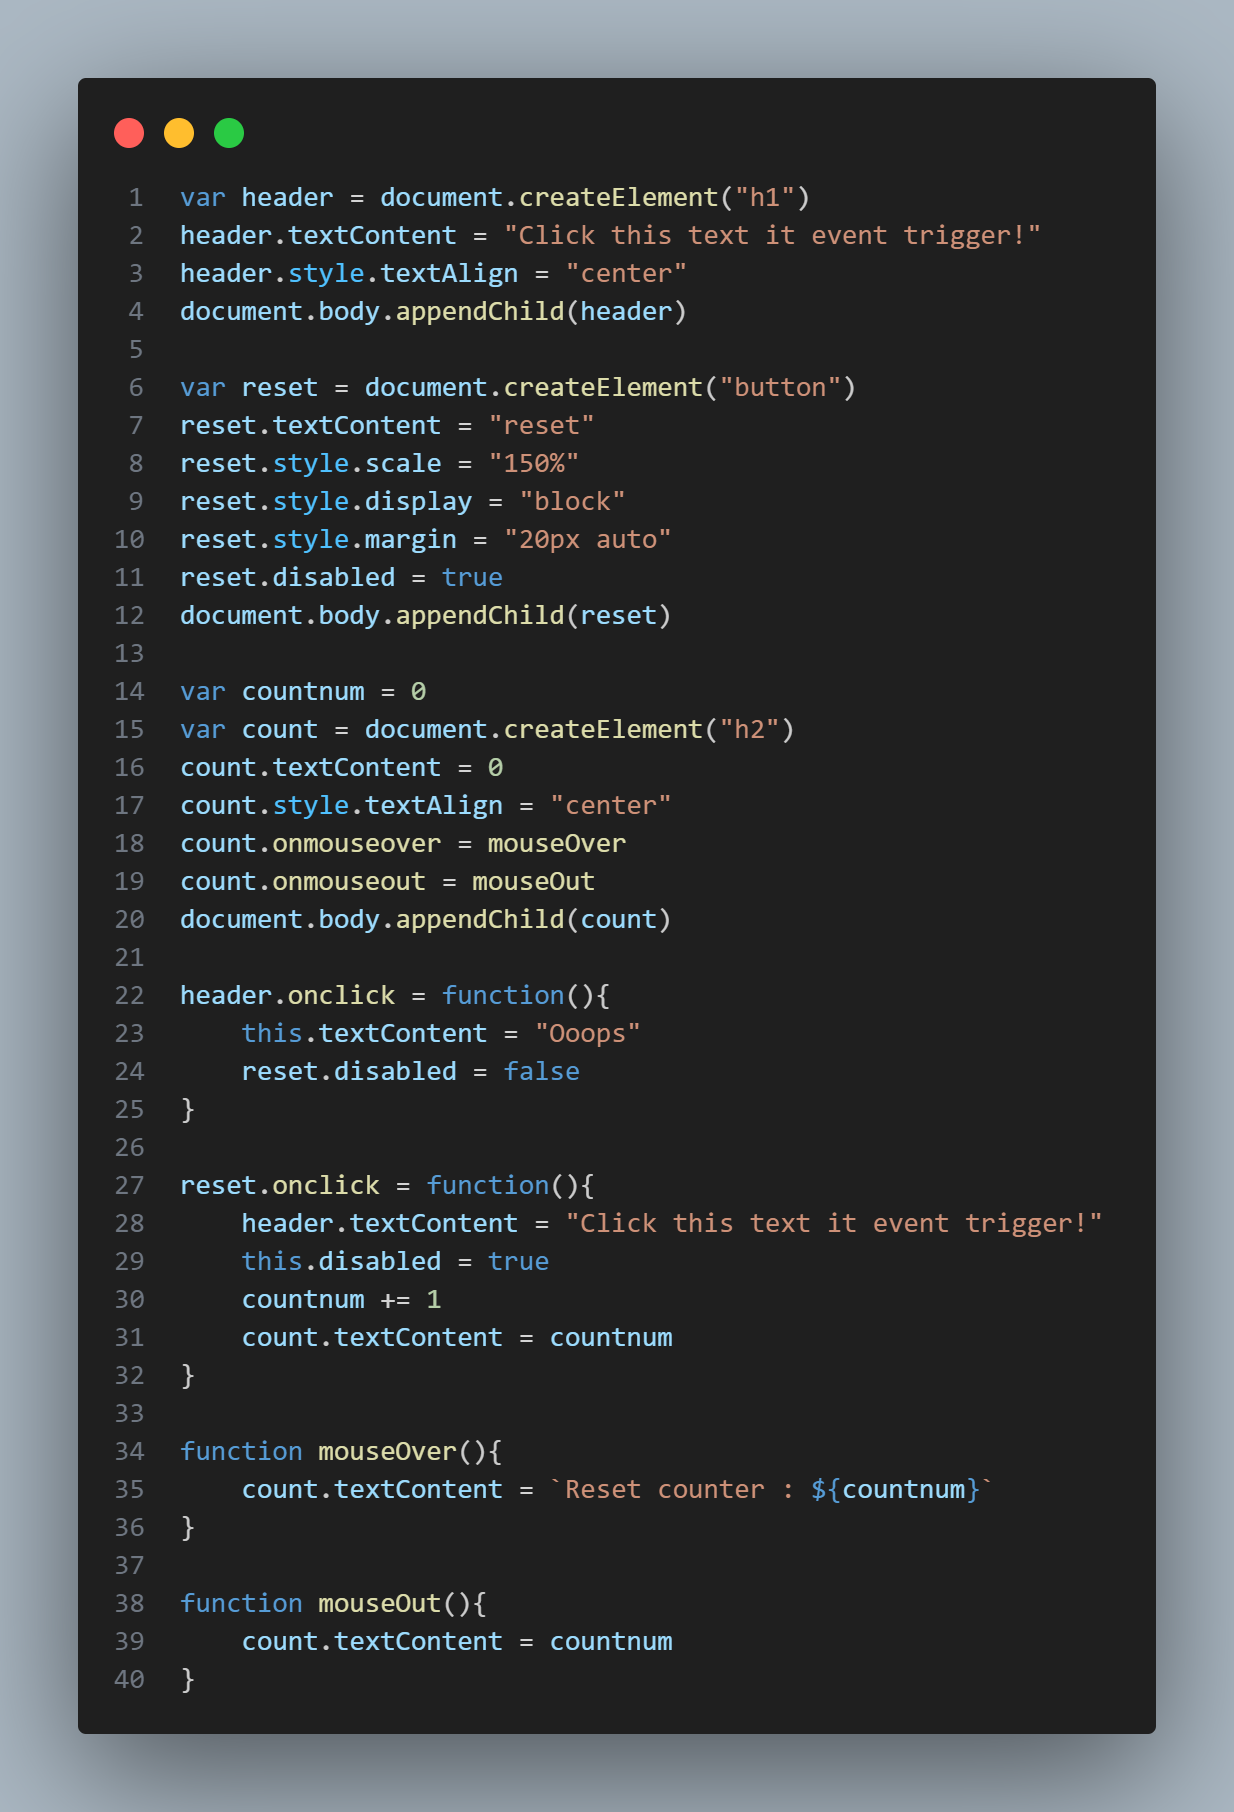 1 var header = document.createElement("h1")
2 header.textContent = "Click this text it event trigger!"
3 header.style.textAlign = "center"
4 document.body.appendChild(header)
5
6 var reset = document.createElement("button")
7 reset.textContent = "reset"
8 reset.style.scale = "150%"
9 reset.style.display = "block"
10 reset.style.margin = "20px auto"
11 reset.disabled = true
12 document.body.appendChild(reset)
13
14 var countnum = 0
15 var count = document.createElement("h2")
16 count.textContent = 0
17 count.style.textAlign = "center"
18 count.onmouseover = mouseOver
19 count.onmouseout = mouseOut
20 document.body.appendChild(count)
21
22 header.onclick = function(){
23     this.textContent = "Ooops"
24     reset.disabled = false
25 }
26
27 reset.onclick = function(){
28     header.textContent = "Click this text it event trigger!"
29     this.disabled = true
30     countnum += 1
31     count.textContent = countnum
32 }
33
34 function mouseOver(){
35     count.textContent = `Reset counter : ${countnum}`
36 }
37
38 function mouseOut(){
39     count.textContent = countnum
40 }